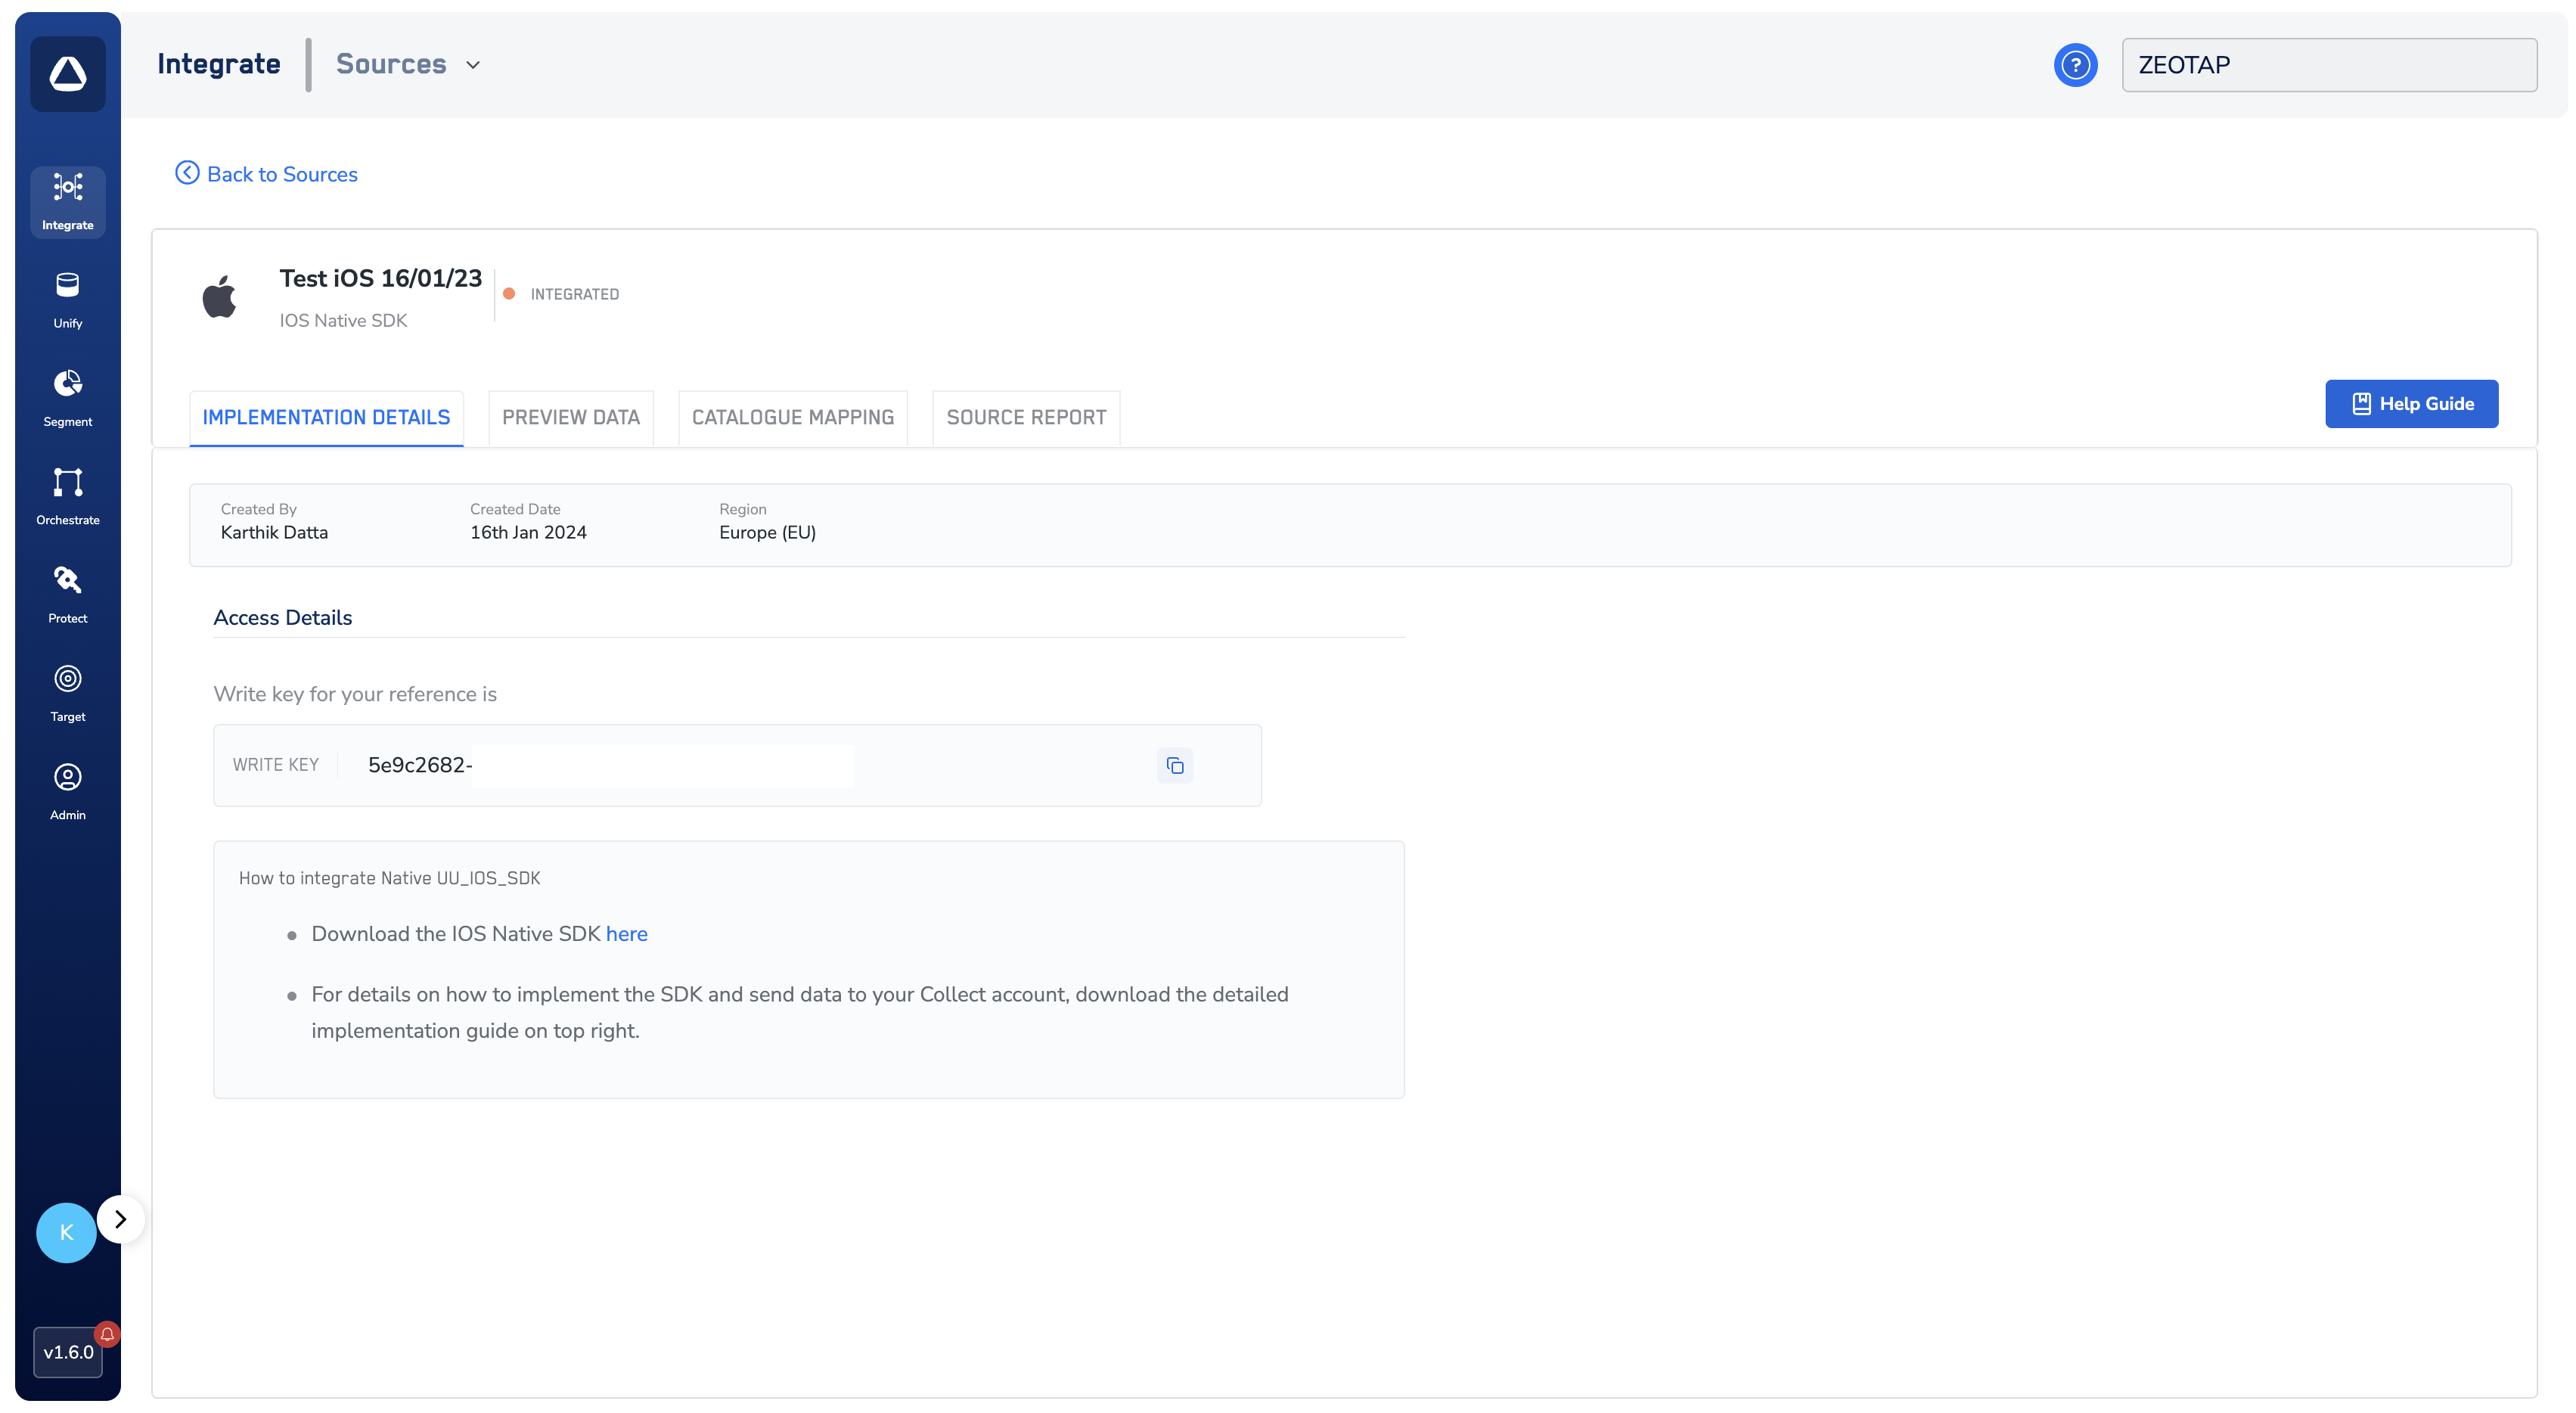 Integrate
Sources
?
ZEOTAP
Back to Sources
Integrate
Unify
Segment
Orchestrate
Protect
Target
Admin
K
v1.6.0
Test iOS 16/01/23
INTEGRATED
IOS Native SDK
IMPLEMENTATION DETAILS
PREVIEW DATA
CATALOGUE MAPPING
SOURCE REPORT
Help Guide
Created By
Karthik Datta
Created Date
16th Jan 2024
Region
Europe (EU)
Access Details
Write key for your reference is
WRITE KEY
5e9c2682-
How to integrate Native UU_IOS_SDK
Download the IOS Native SDK here
For details on how to implement the SDK and send data to your Collect account, download the detailed
implementation guide on top right.